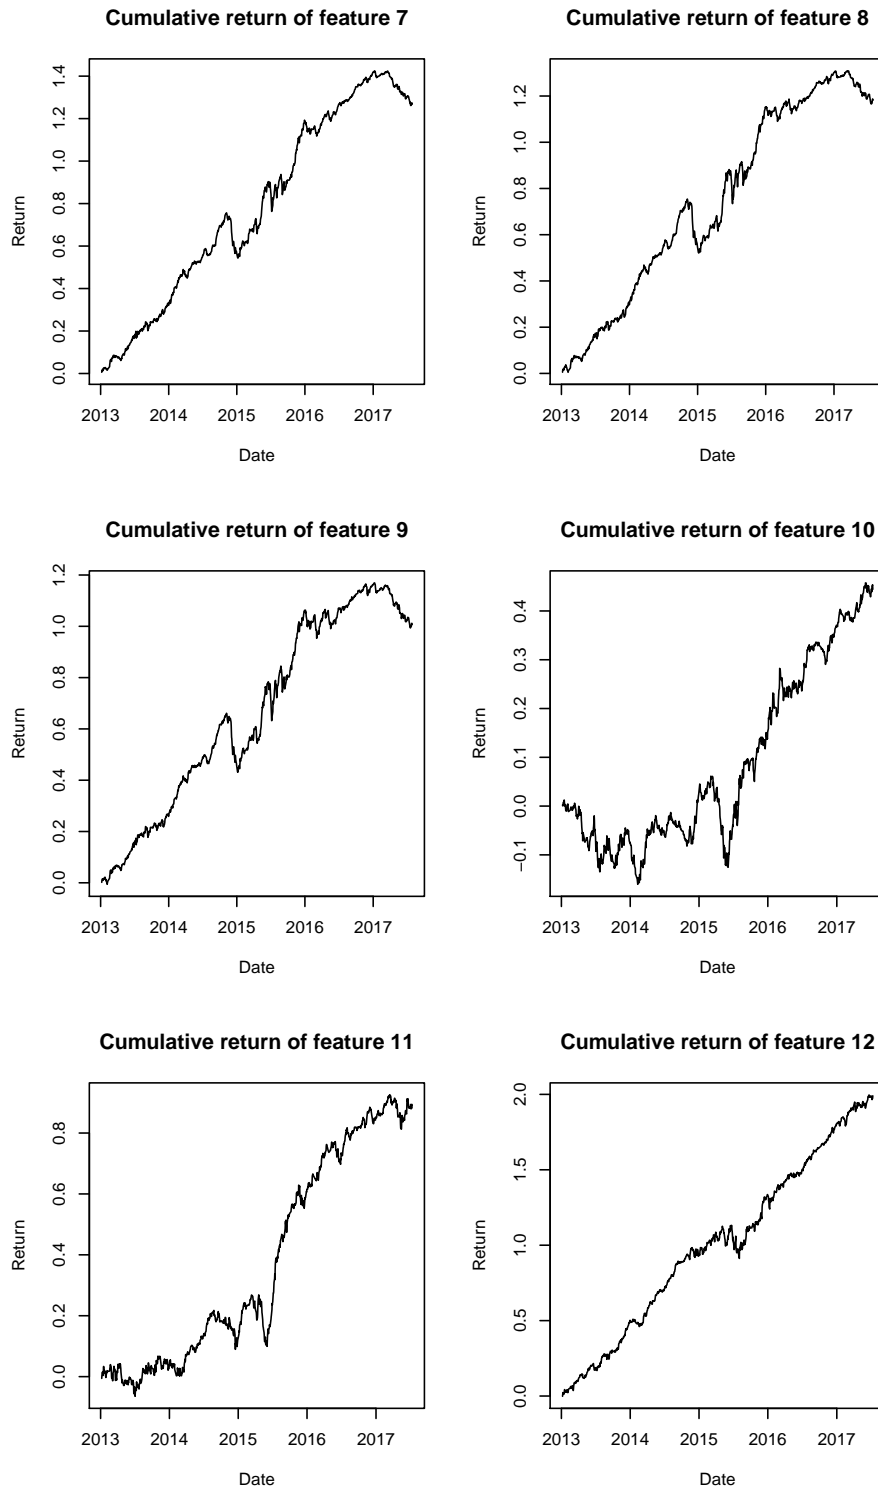 Cumulative return of feature 7
Return
0.0 0.2 0.4 0.6 0.8 1.0 1.2 1.4
2013 2014 2015 2016 2017
Date
Cumulative return of feature 8
Return
0.0 0.2 0.4 0.6 0.8 1.0 1.2
2013 2014 2015 2016 2017
Date
Cumulative return of feature 9
Return
0.0 0.2 0.4 0.6 0.8 1.0 1.2
2013 2014 2015 2016 2017
Date
Cumulative return of feature 10
Return
−0.1 0.0 0.1 0.2 0.3 0.4
2013 2014 2015 2016 2017
Date
Cumulative return of feature 11
Return
0.0 0.2 0.4 0.6 0.8
2013 2014 2015 2016 2017
Date
Cumulative return of feature 12
Return
0.0 0.5 1.0 1.5 2.0
2013 2014 2015 2016 2017
Date